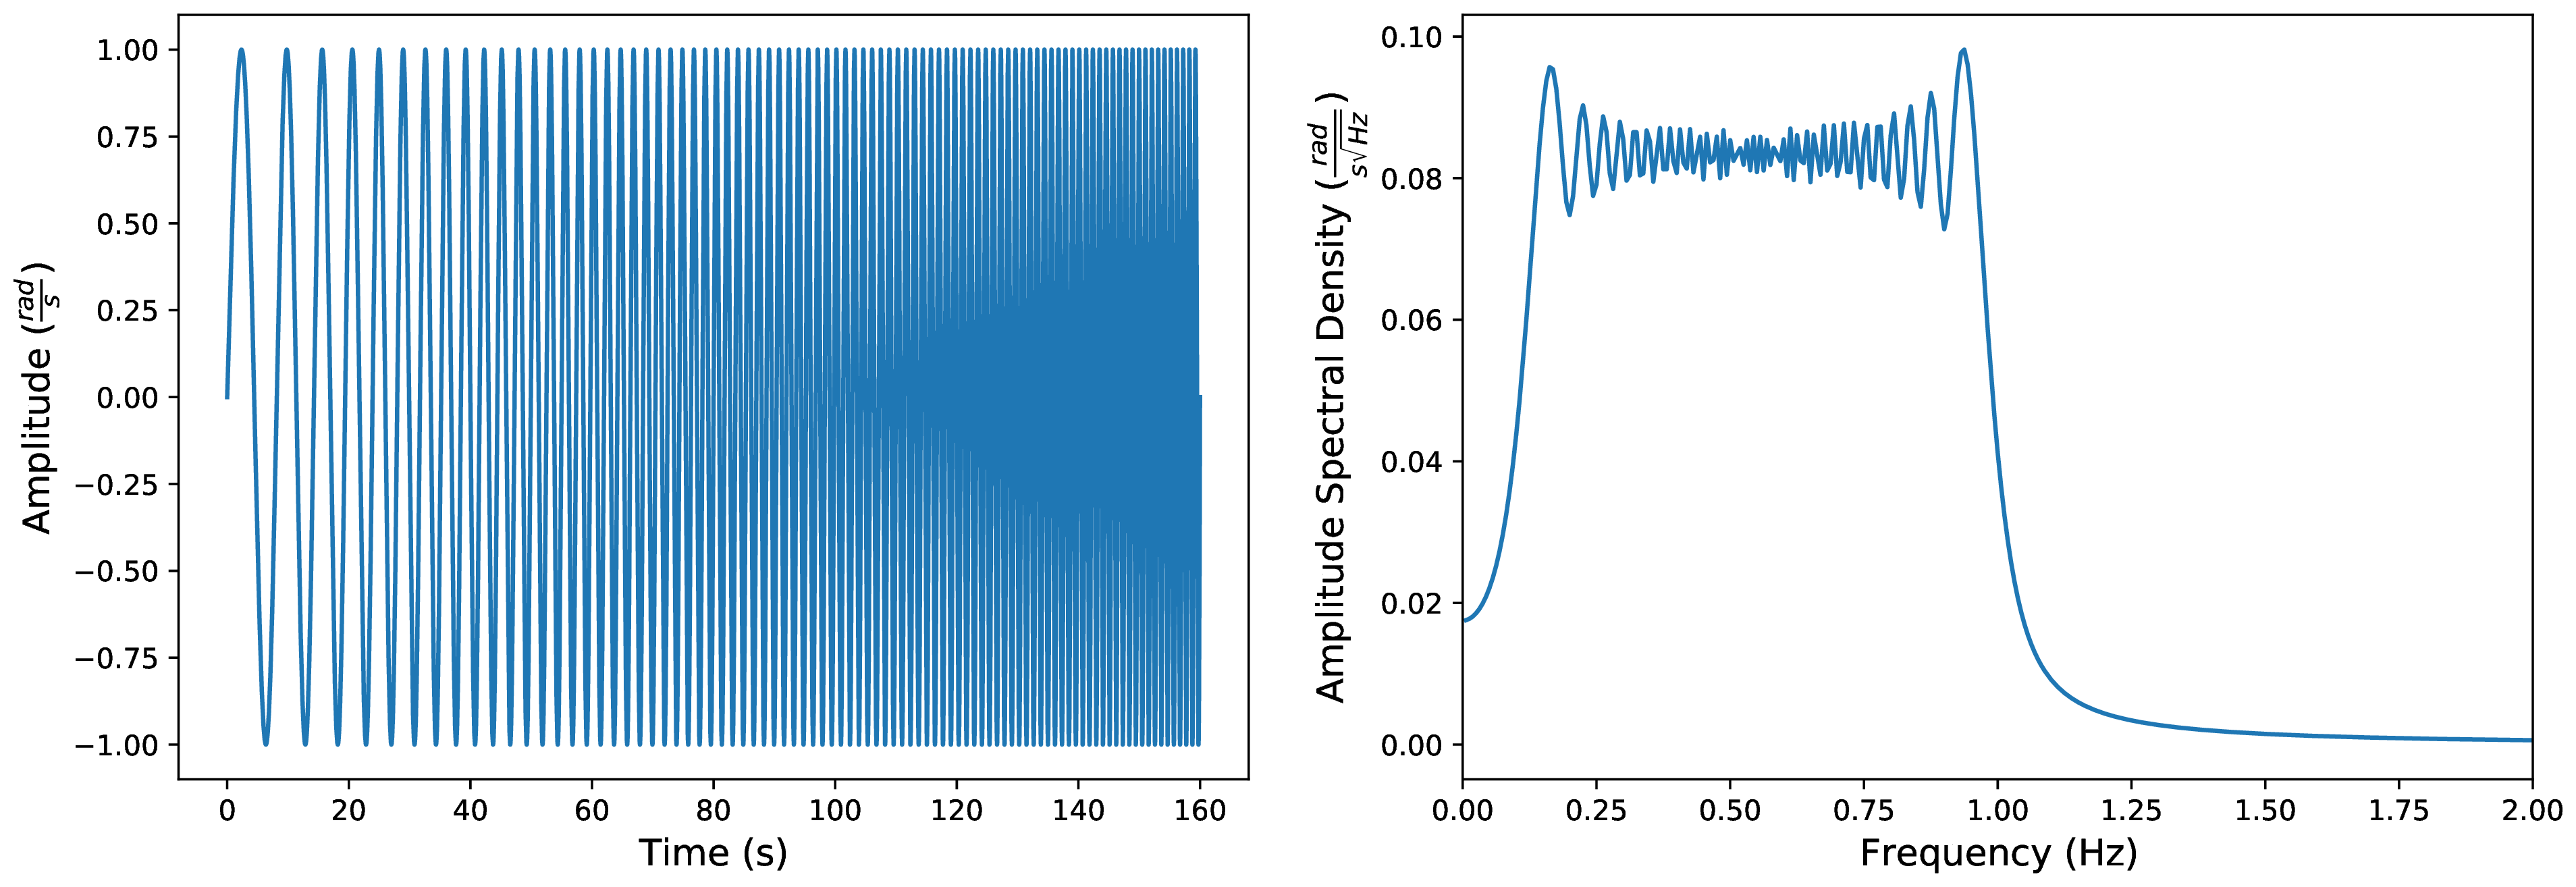 Amplitude (rad/s)
1.00
0.75
0.50
0.25
0.00
−0.25
−0.50
−0.75
−1.00
0 20 40 60 80 100 120 140 160
Time (s)
Amplitude Spectral Density (rad/s√Hz)
0.10
0.08
0.06
0.04
0.02
0.00
0.00 0.25 0.50 0.75 1.00 1.25 1.50 1.75 2.00
Frequency (Hz)